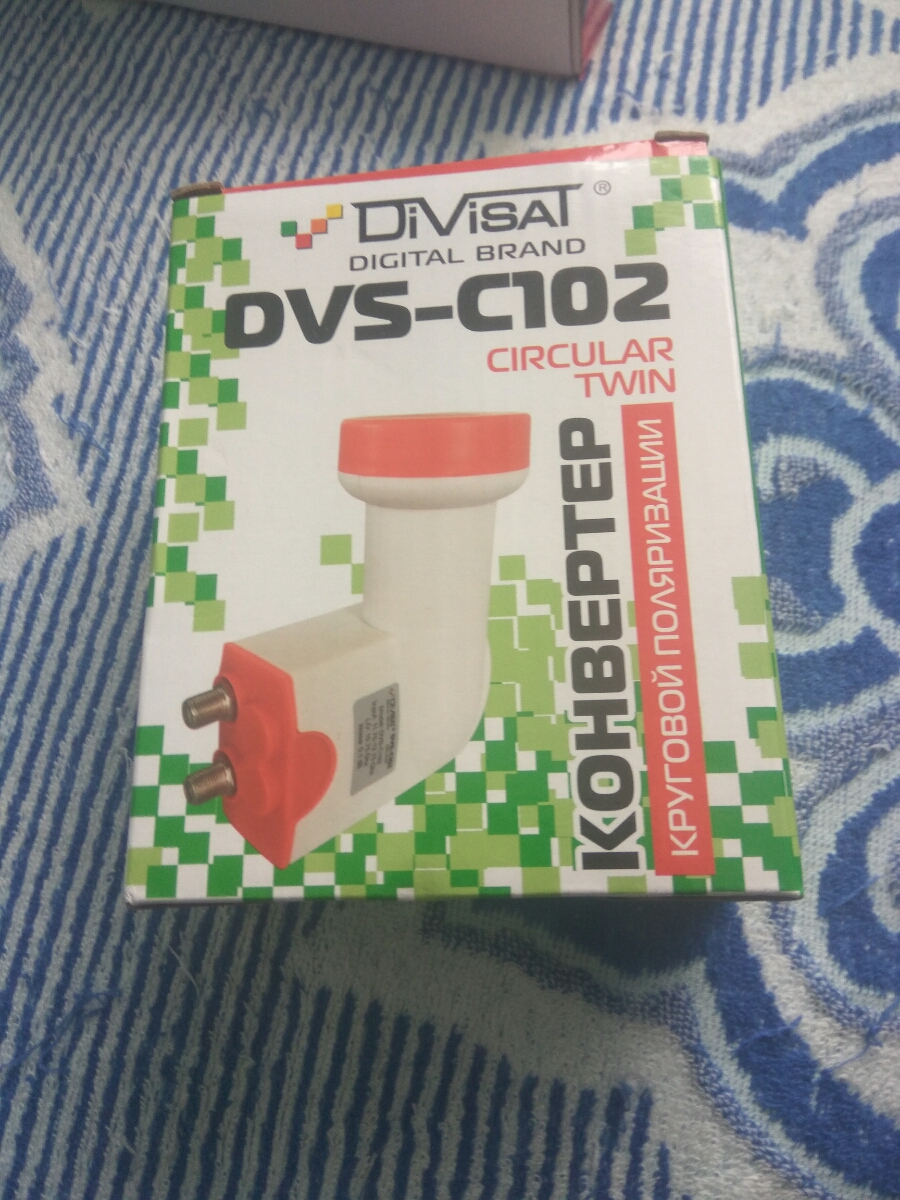 DiViSAT ®
DIGITAL BRAND
DVS-C102
CIRCULAR
TWIN
КОНВЕРТЕР
КРУГОВОЙ ПОЛЯРИЗАЦИИ